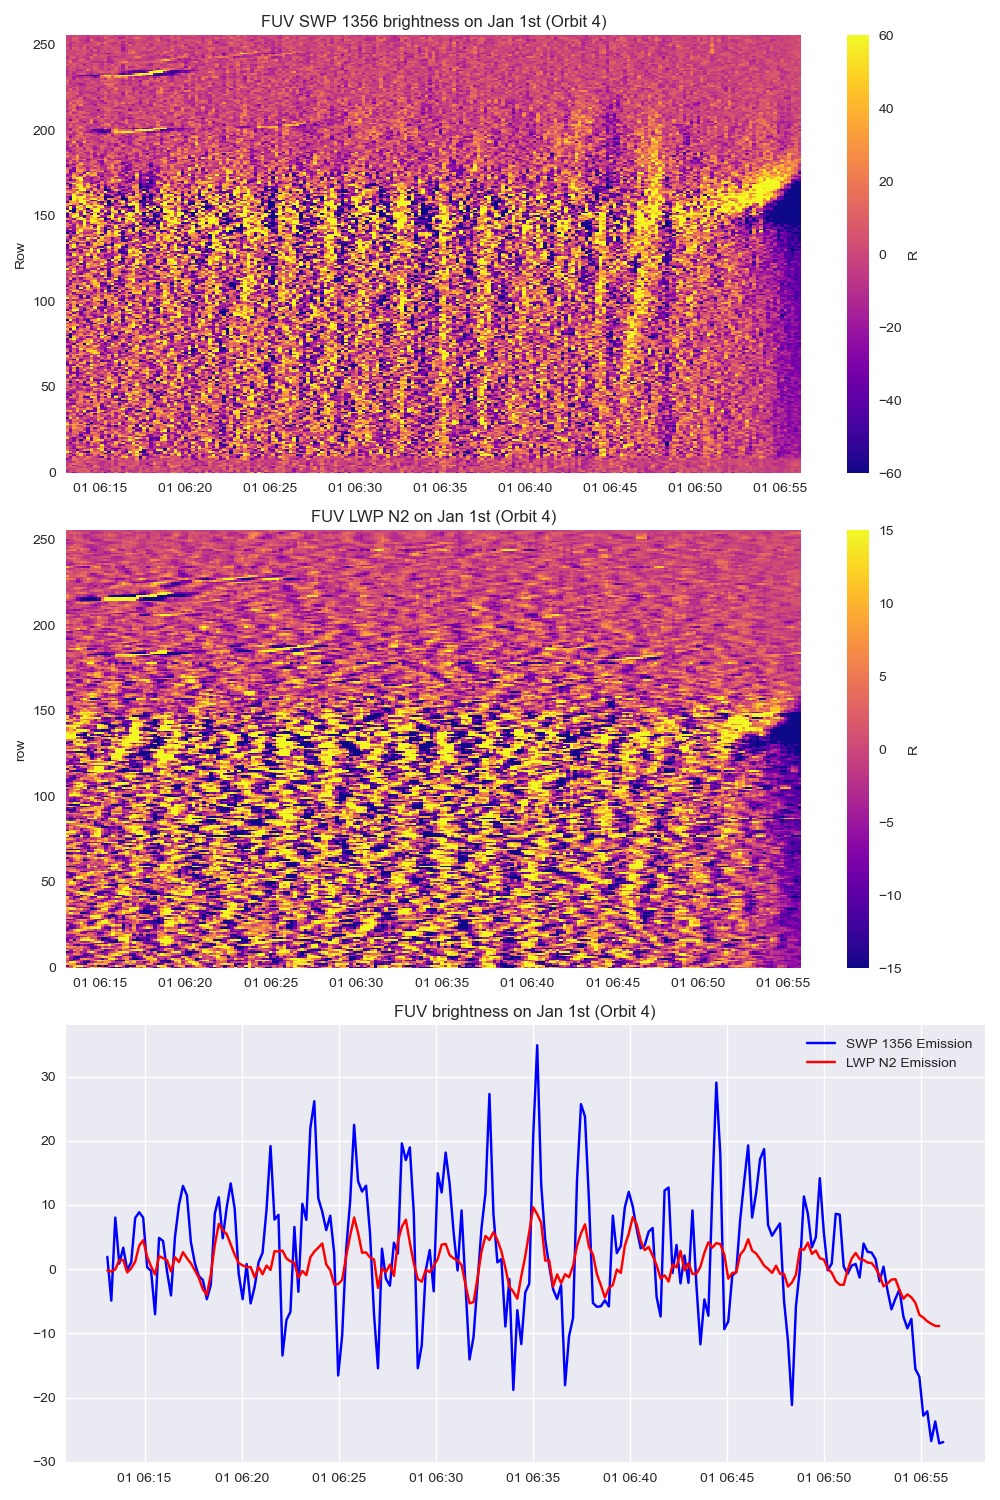 FUV SWP 1356 brightness on Jan 1st (Orbit 4)
250
200
150
100
50
0
Row
01 06:15 01 06:20 01 06:25 01 06:30 01 06:35 01 06:40 01 06:45 01 06:50 01 06:55
60
40
20
0
−20
−40
−60
R
FUV LWP N2 on Jan 1st (Orbit 4)
250
200
150
100
50
0
row
01 06:15 01 06:20 01 06:25 01 06:30 01 06:35 01 06:40 01 06:45 01 06:50 01 06:55
15
10
5
0
−5
−10
−15
R
FUV brightness on Jan 1st (Orbit 4)
SWP 1356 Emission
LWP N2 Emission
30
20
10
0
−10
−20
−30
01 06:15 01 06:20 01 06:25 01 06:30 01 06:35 01 06:40 01 06:45 01 06:50 01 06:55